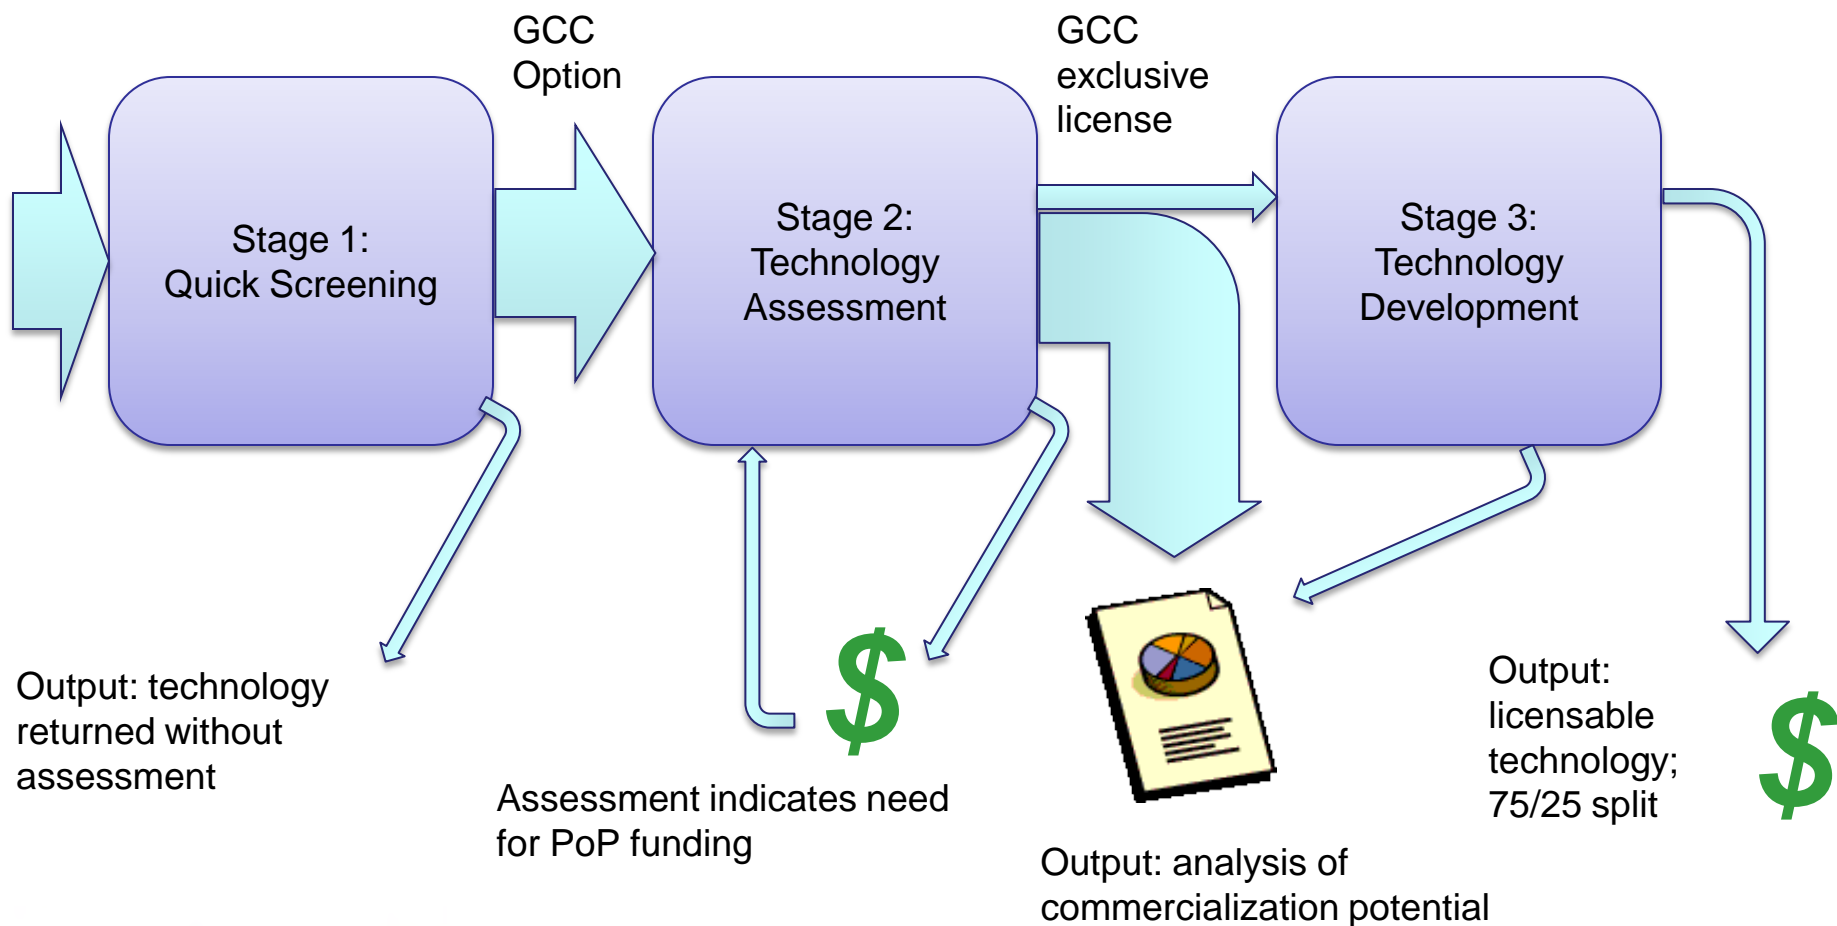 GCC
Option
GCC
exclusive
license
Stage 1:
Quick Screening
Stage 2:
Technology
Assessment
Stage 3:
Technology
Development
Output: technology
returned without
assessment
$
Assessment indicates need
for PoP funding
Output: analysis of
commercialization potential
Output:
licensable
technology;
75/25 split
$